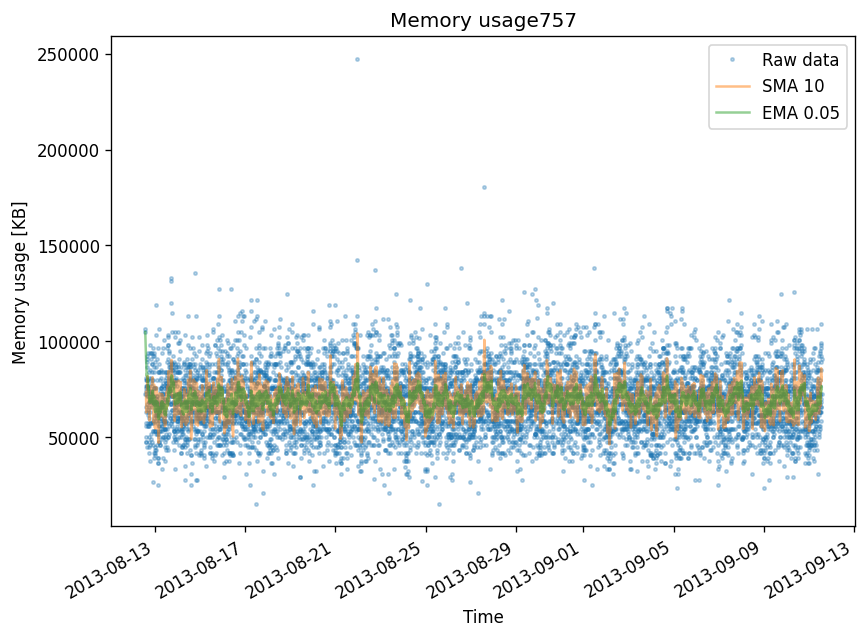 Memory usage757
Raw data
SMA 10
EMA 0.05
Memory usage [KB]
250000
200000
150000
100000
50000
2013-08-13
2013-08-17
2013-08-21
2013-08-25
2013-08-29
2013-09-01
2013-09-05
2013-09-09
2013-09-13
Time